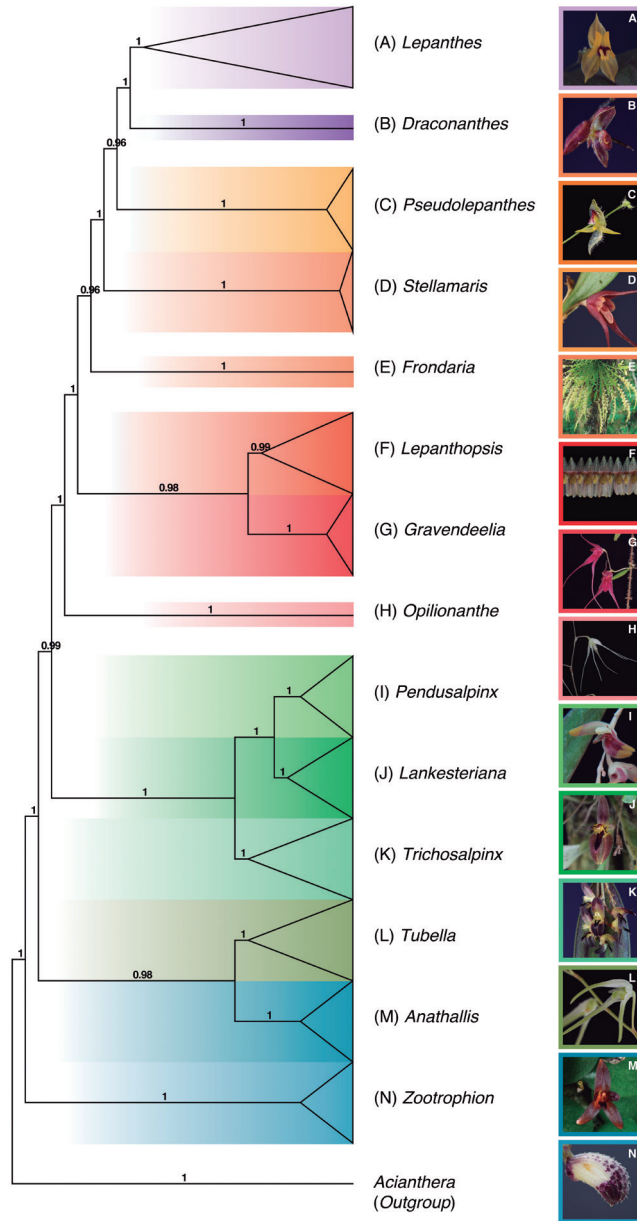 1
A
(A) Lepanthes
1
1
(B) Draconanthes
B
0.96
1
(C) Pseudolepanthes
C
1
1
(D) Stellamaris
D
0.96
1
(E) Frondaria
E
1
0.99
(F) Lepanthopsis
F
0.98
1
(G) Gravendeelia
G
1
1
(H) Opilionanthe
H
0.99
1
(I) Pendusalpinx
I
1
1
(J) Lankesteriana
J
1
1
(K) Trichosalpinx
K
1
1
(L) Tubella
L
0.98
1
(M) Anathallis
M
1
1
(N) Zootrophion
N
1
Acianthera
(Outgroup)